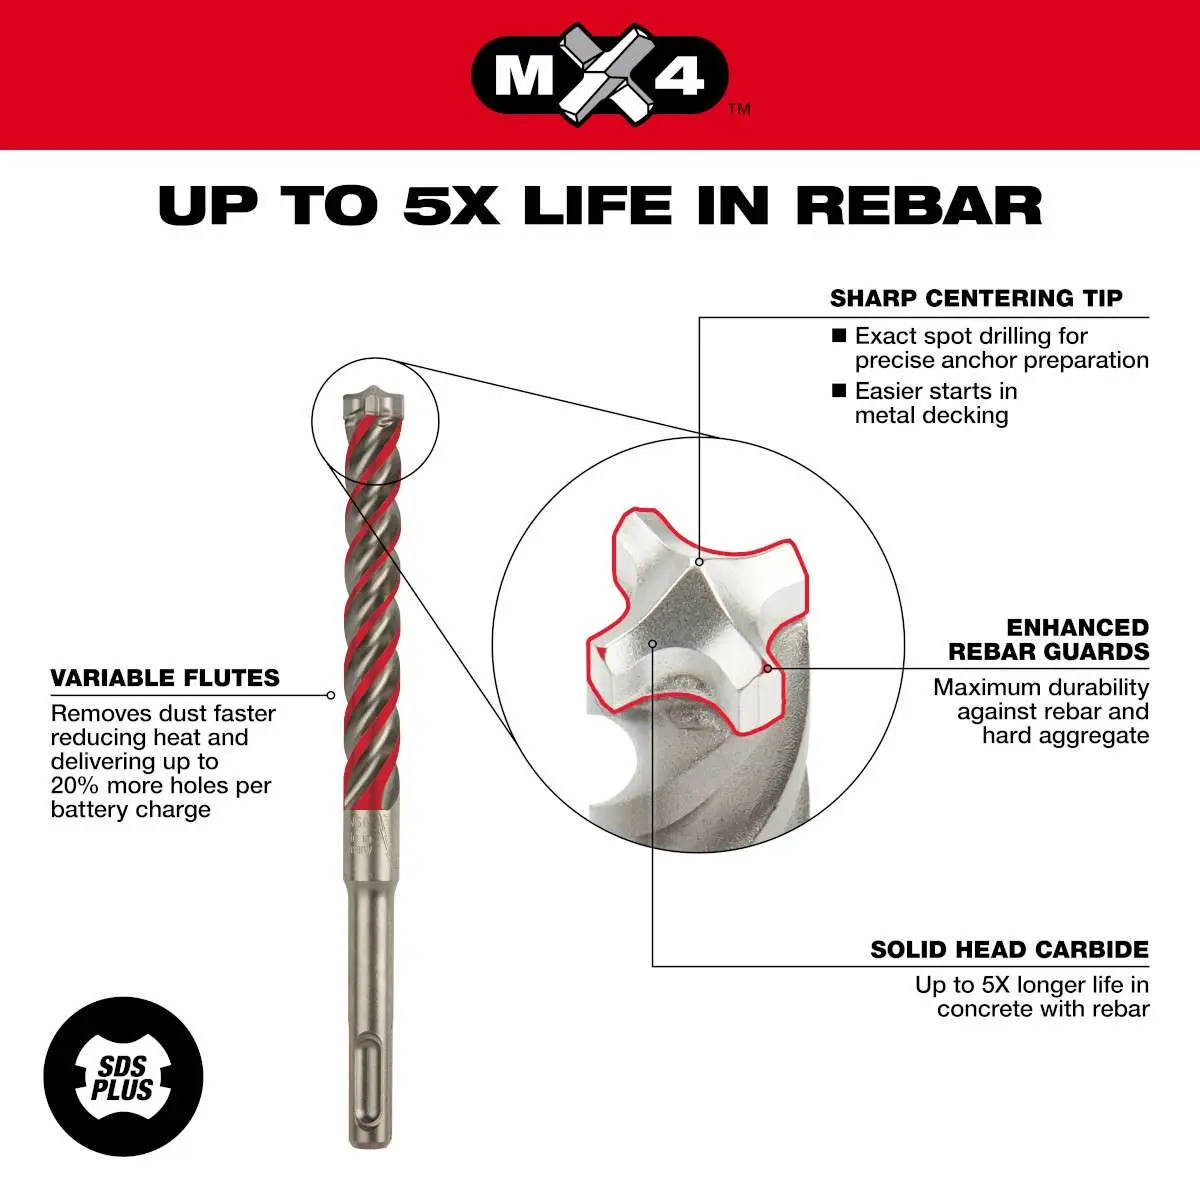 MX4™
UP TO 5X LIFE IN REBAR
SHARP CENTERING TIP
■ Exact spot drilling for
precise anchor preparation
■ Easier starts in
metal decking
ENHANCED
REBAR GUARDS
Maximum durability
against rebar and
hard aggregate
VARIABLE FLUTES
Removes dust faster
reducing heat and
delivering up to
20% more holes per
battery charge
SOLID HEAD CARBIDE
Up to 5X longer life in
concrete with rebar
SDS
PLUS